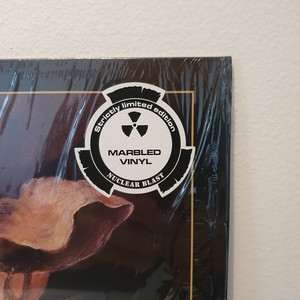 Strictly limited edition
MARBLED
VINYL
NUCLEAR BLAST